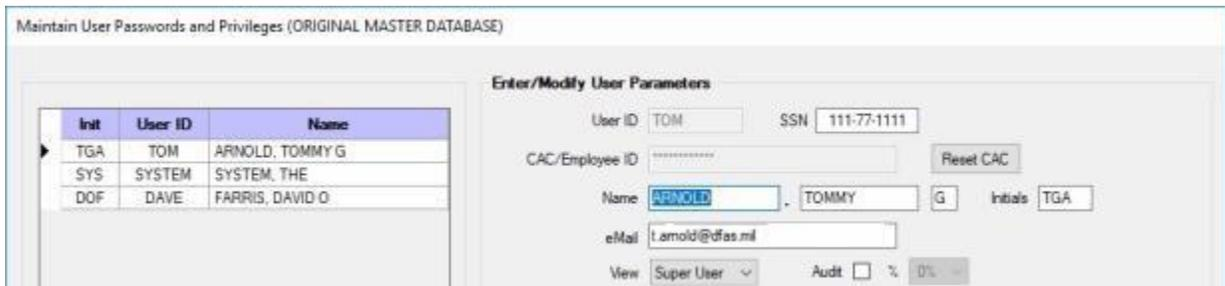 Maintain User Passwords and Privileges (ORIGINAL MASTER DATABASE)
Init User ID Name
TGA TOM ARNOLD, TOMMY G
SYS SYSTEM SYSTEM, THE
DOF DAVE FARRIS, DAVID O
Enter/Modify User Parameters
User ID TOM SSN 111-77-1111
CAC/Employee ID ************ Reset CAC
Name ARNOLD , TOMMY G Initials TGA
eMail t.arnold@dfas.mil
View Super User Audit % 0%